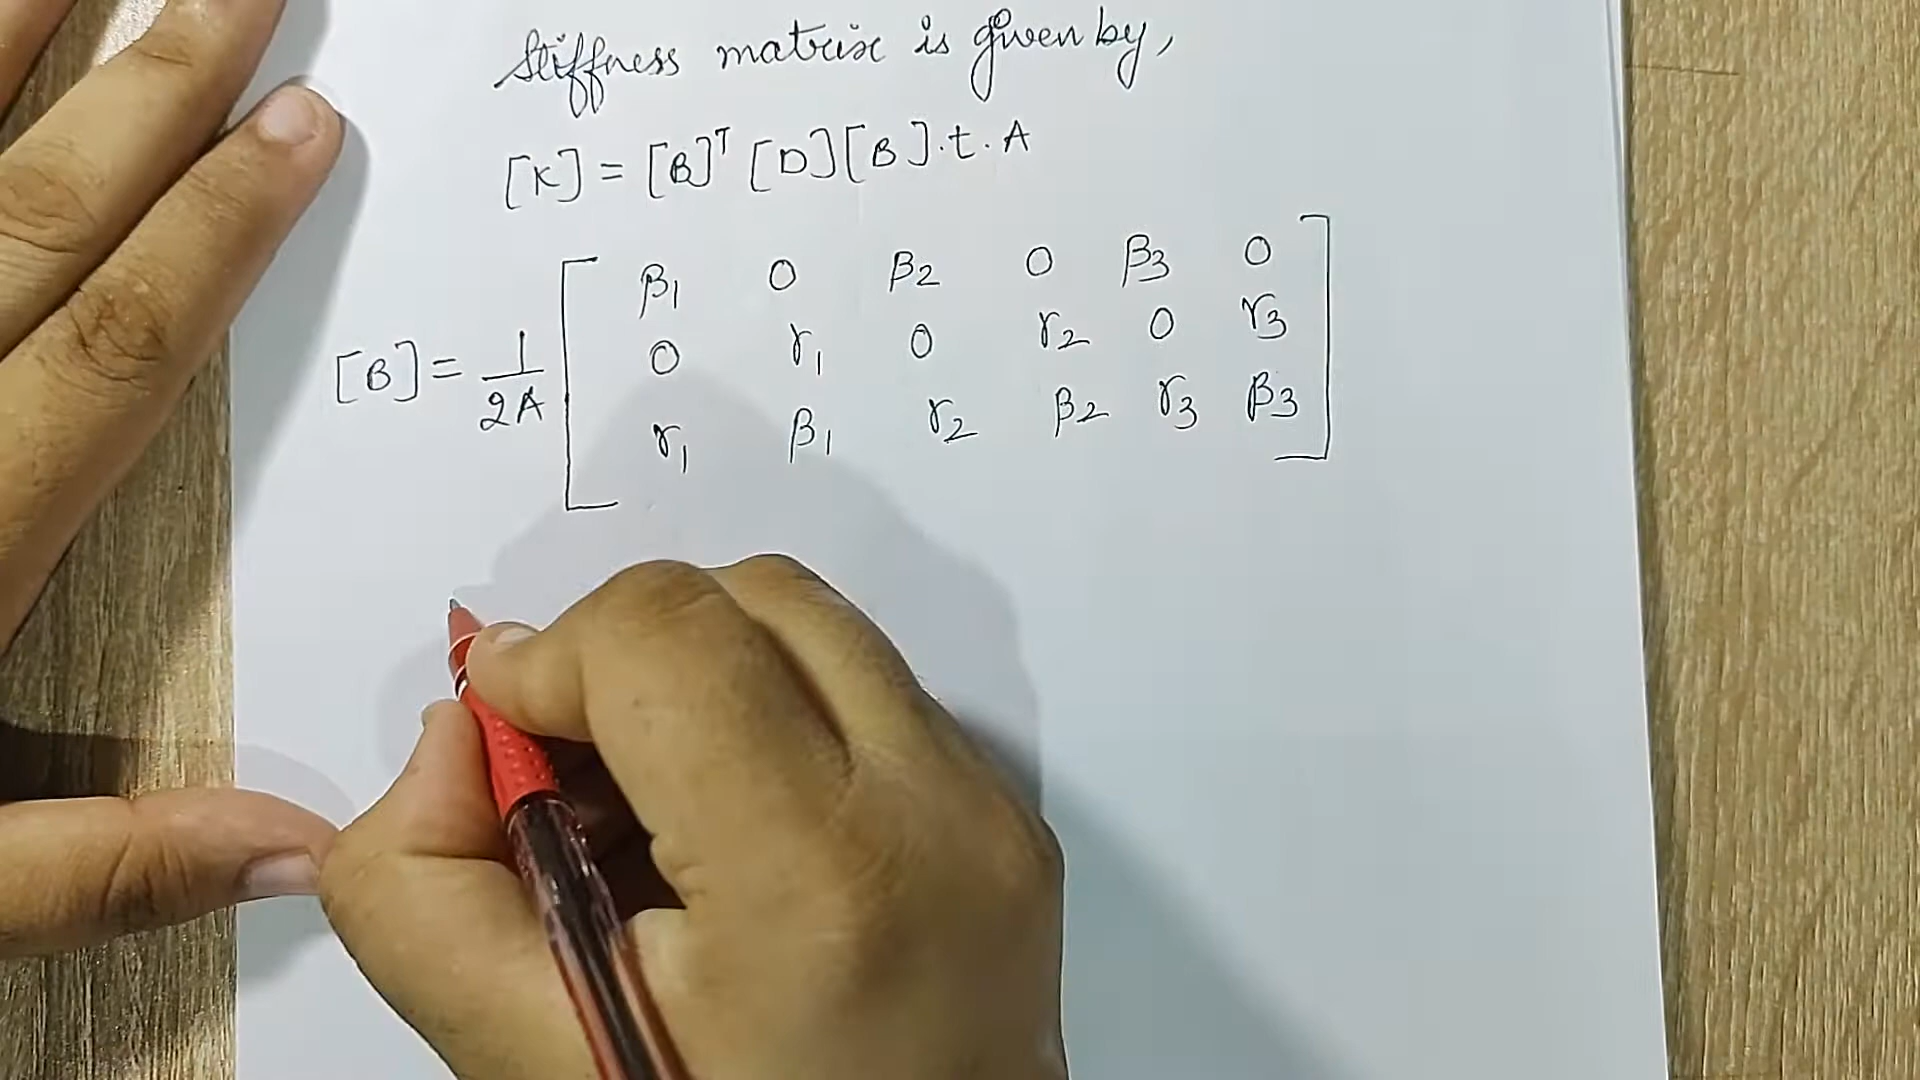 Stiffness matrix is given by,
[K] = [B]ᵀ [D][B].t.A
[B] = 1/2A [β₁ 0 β₂ 0 β₃ 0
0 γ₁ 0 γ₂ 0 γ₃
γ₁ β₁ γ₂ β₂ γ₃ β₃]